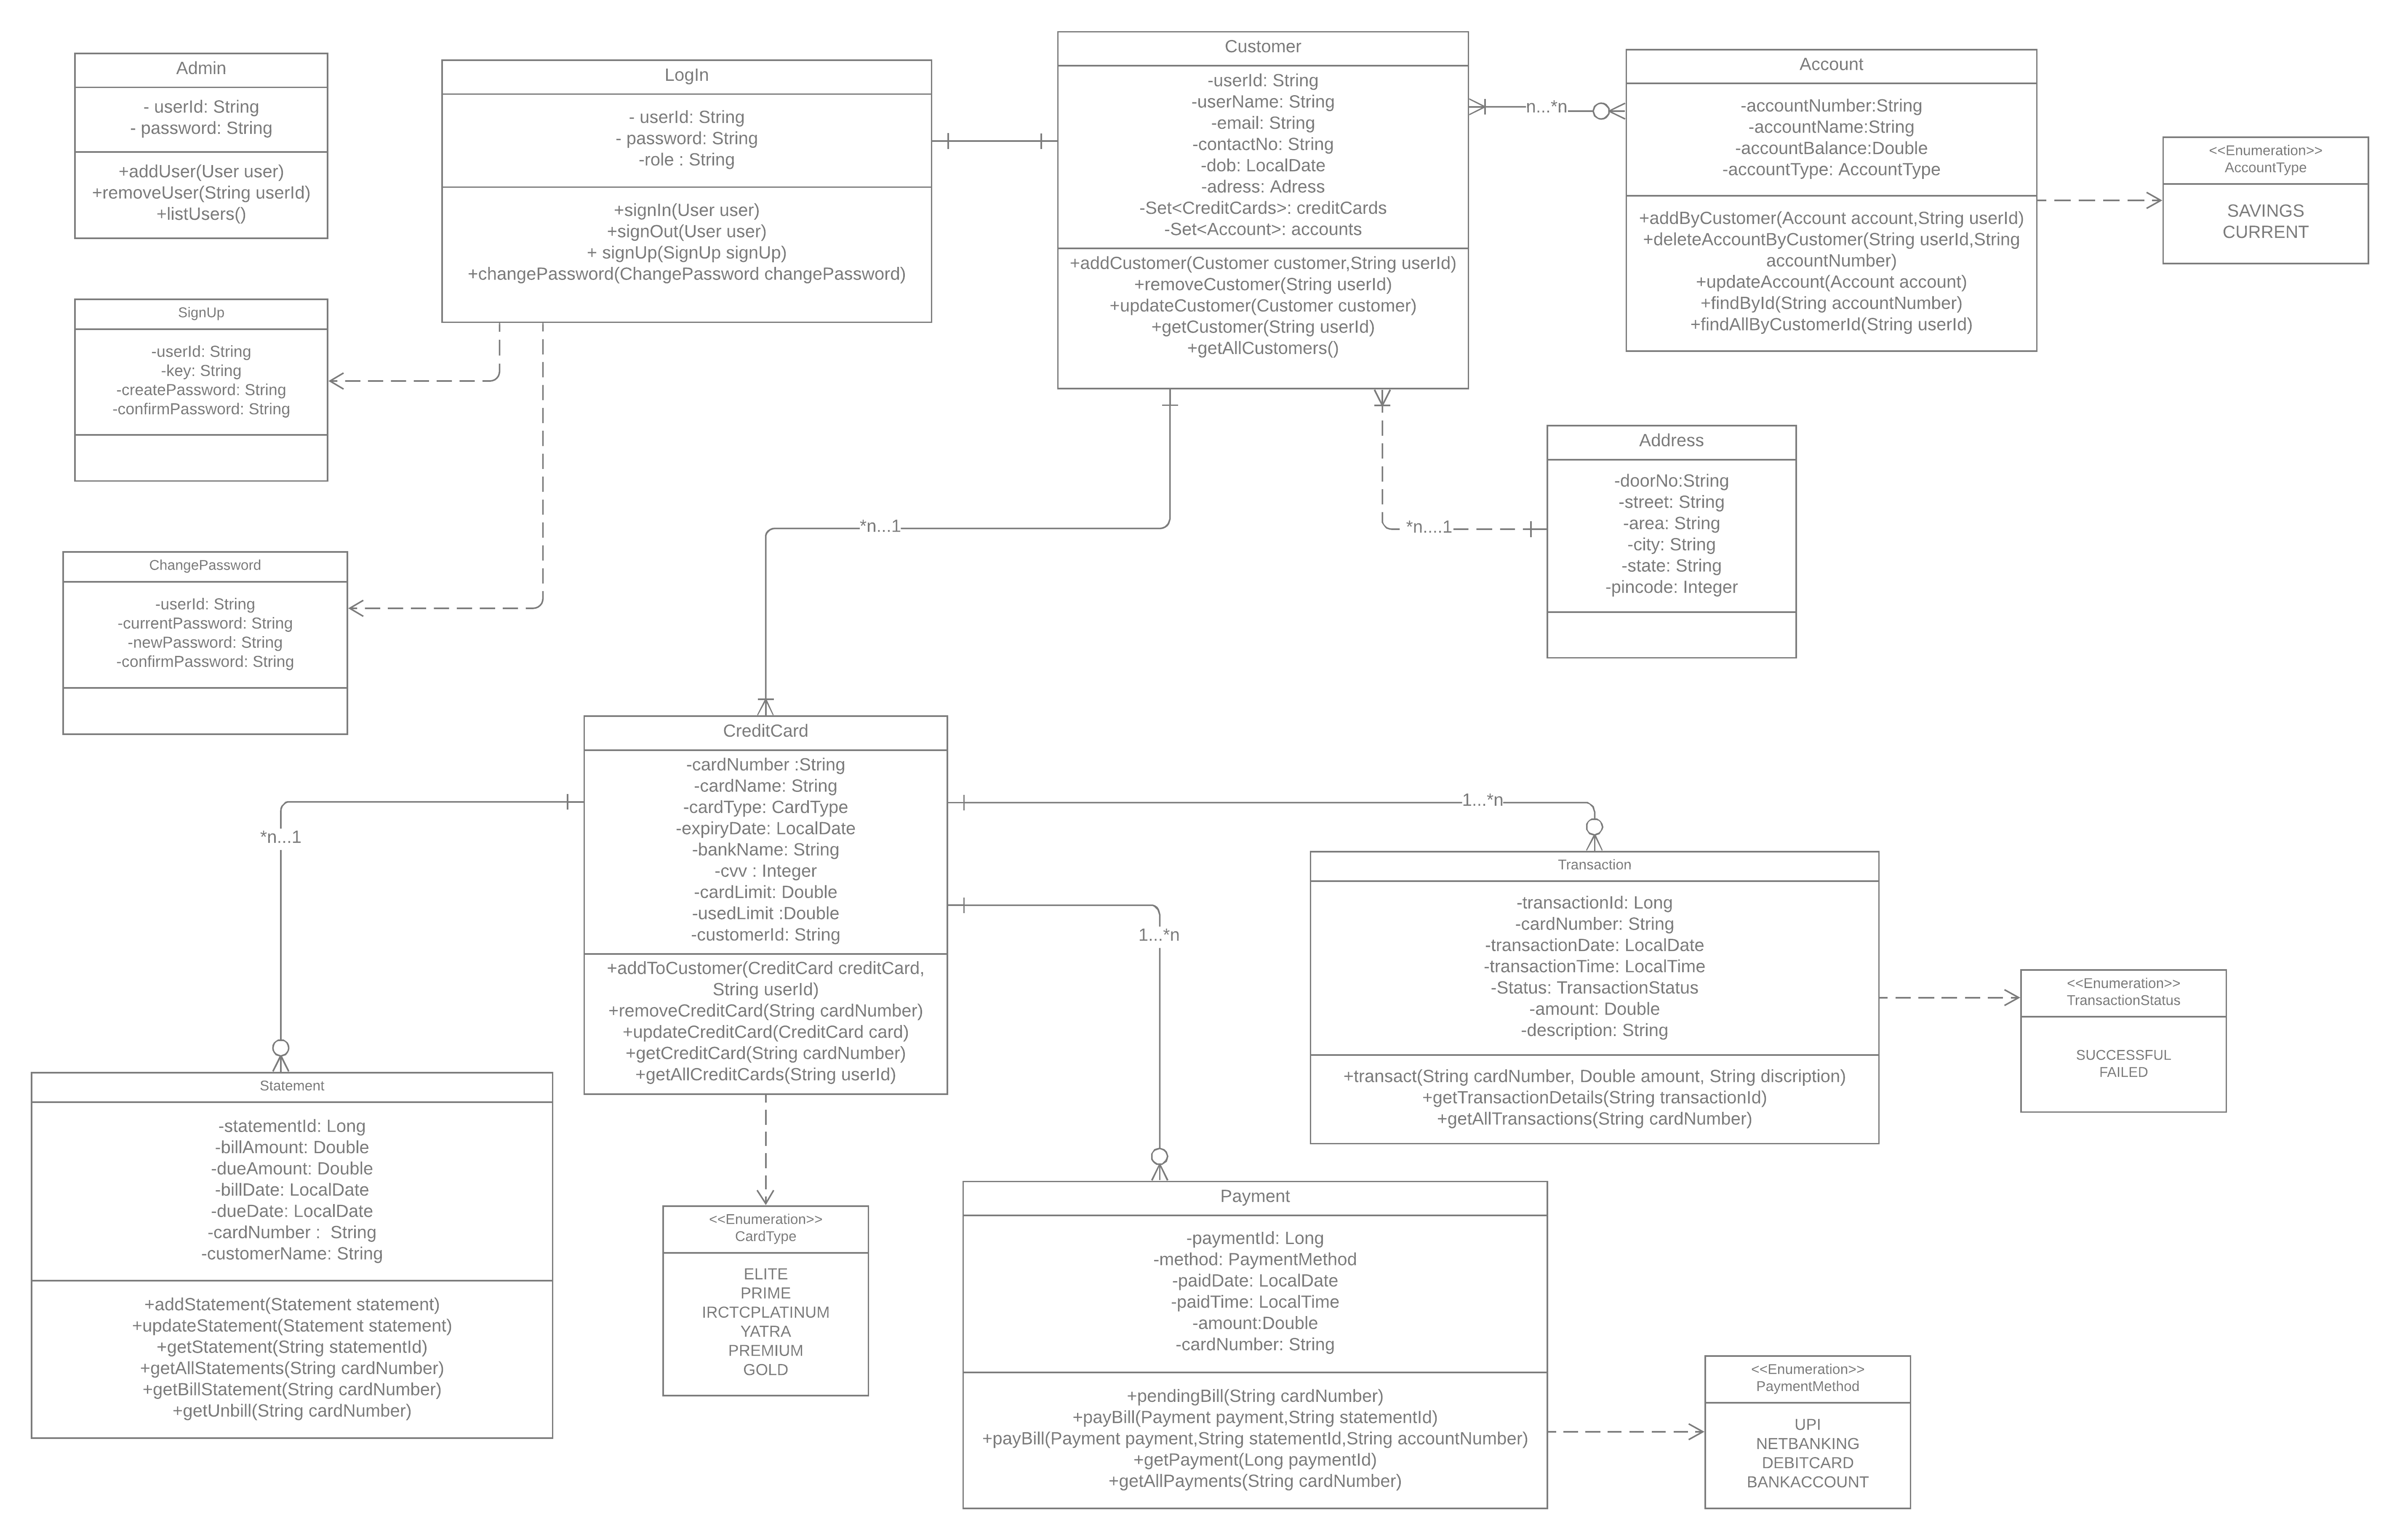 Admin
- userId: String
- password: String
+addUser(User user)
+removeUser(String userId)
+listUsers()
LogIn
- userId: String
- password: String
-role : String
+signIn(User user)
+signOut(User user)
+ signUp(SignUp signUp)
+changePassword(ChangePassword changePassword)
Customer
-userId: String
-userName: String
-email: String
-contactNo: String
-dob: LocalDate
-adress: Adress
-Set<CreditCards>: creditCards
-Set<Account>: accounts
+addCustomer(Customer customer,String userId)
+removeCustomer(String userId)
+updateCustomer(Customer customer)
+getCustomer(String userId)
+getAllCustomers()
n...*n
Account
-accountNumber:String
-accountName:String
-accountBalance:Double
-accountType: AccountType
+addByCustomer(Account account,String userId)
+deleteAccountByCustomer(String userId,String
accountNumber)
+updateAccount(Account account)
+findById(String accountNumber)
+findAllByCustomerId(String userId)
<<Enumeration>>
AccountType
SAVINGS
CURRENT
SignUp
-userId: String
-key: String
-createPassword: String
-confirmPassword: String
ChangePassword
-userId: String
-currentPassword: String
-newPassword: String
-confirmPassword: String
*n...1
*n....1
Address
-doorNo:String
-street: String
-area: String
-city: String
-state: String
-pincode: Integer
CreditCard
-cardNumber :String
-cardName: String
-cardType: CardType
-expiryDate: LocalDate
-bankName: String
-cvv : Integer
-cardLimit: Double
-usedLimit :Double
-customerId: String
+addToCustomer(CreditCard creditCard,
String userId)
+removeCreditCard(String cardNumber)
+updateCreditCard(CreditCard card)
+getCreditCard(String cardNumber)
+getAllCreditCards(String userId)
*n...1
1...*n
1...*n
Transaction
-transactionId: Long
-cardNumber: String
-transactionDate: LocalDate
-transactionTime: LocalTime
-Status: TransactionStatus
-amount: Double
-description: String
+transact(String cardNumber, Double amount, String discription)
+getTransactionDetails(String transactionId)
+getAllTransactions(String cardNumber)
<<Enumeration>>
TransactionStatus
SUCCESSFUL
FAILED
Statement
-statementId: Long
-billAmount: Double
-dueAmount: Double
-billDate: LocalDate
-dueDate: LocalDate
-cardNumber :  String
-customerName: String
+addStatement(Statement statement)
+updateStatement(Statement statement)
+getStatement(String statementId)
+getAllStatements(String cardNumber)
+getBillStatement(String cardNumber)
+getUnbill(String cardNumber)
<<Enumeration>>
CardType
ELITE
PRIME
IRCTCPLATINUM
YATRA
PREMIUM
GOLD
Payment
-paymentId: Long
-method: PaymentMethod
-paidDate: LocalDate
-paidTime: LocalTime
-amount:Double
-cardNumber: String
+pendingBill(String cardNumber)
+payBill(Payment payment,String statementId)
+payBill(Payment payment,String statementId,String accountNumber)
+getPayment(Long paymentId)
+getAllPayments(String cardNumber)
<<Enumeration>>
PaymentMethod
UPI
NETBANKING
DEBITCARD
BANKACCOUNT